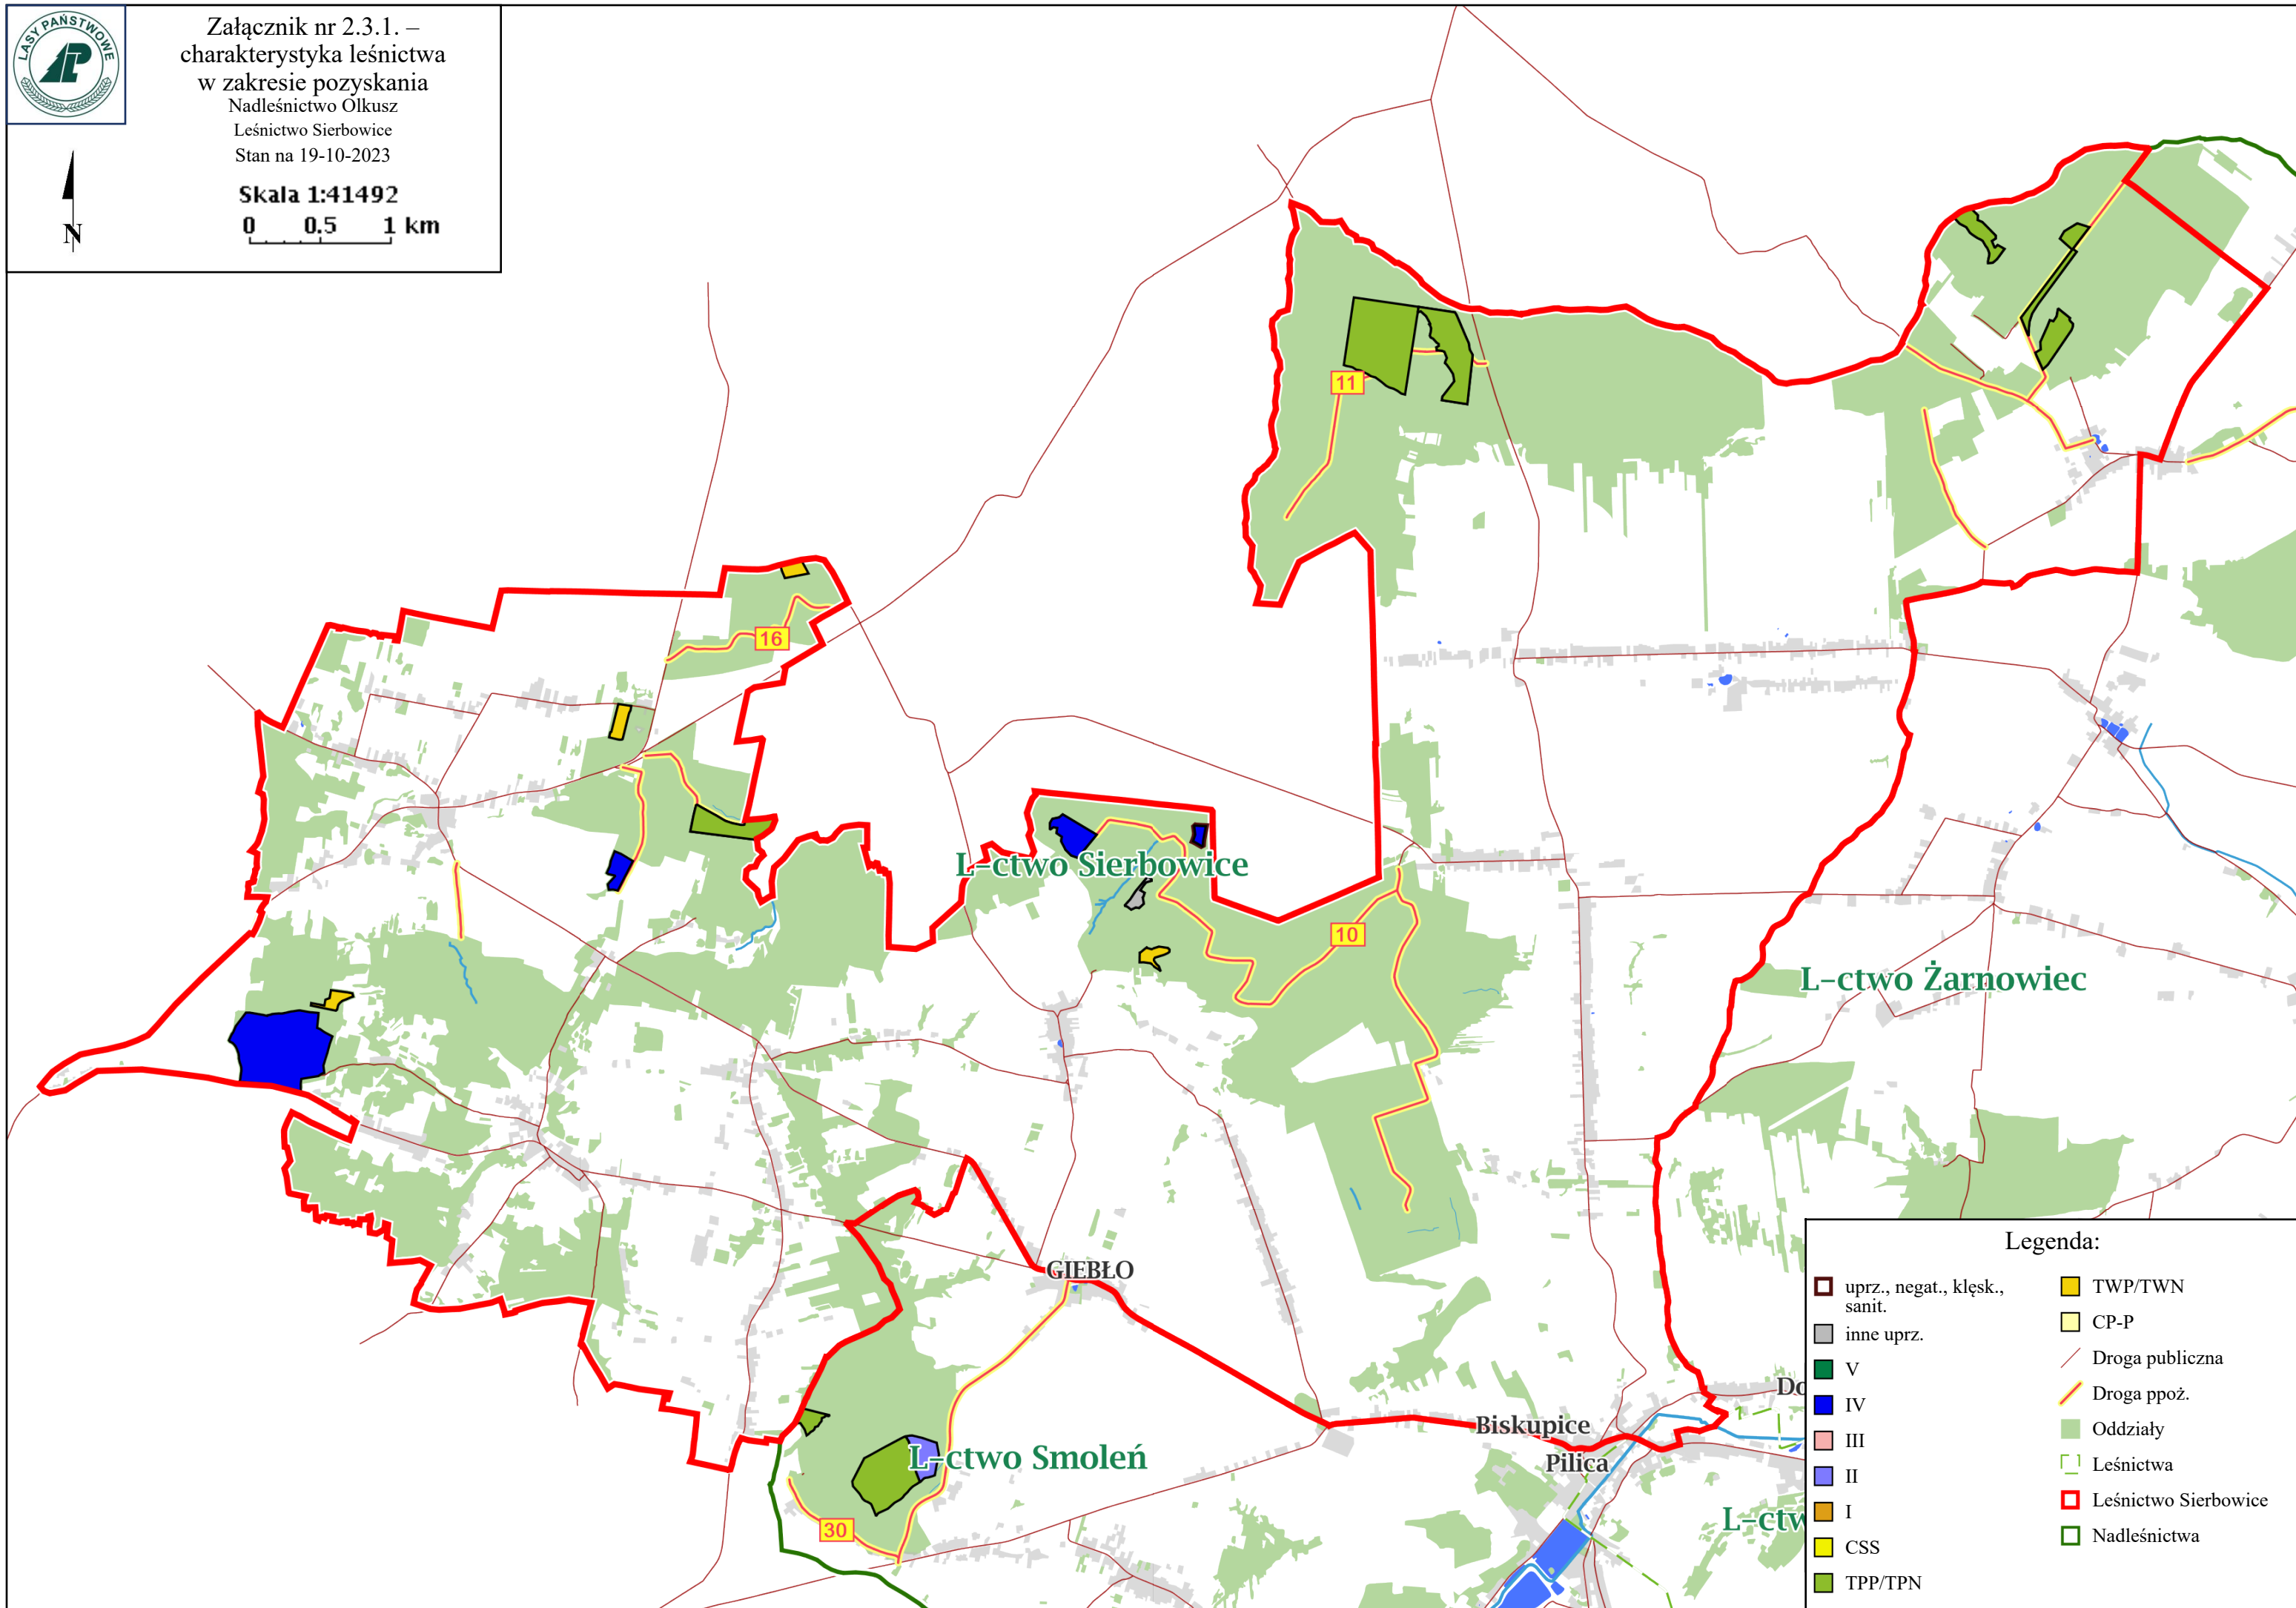 LASY PAŃSTWOWE
Załącznik nr 2.3.1. –
charakterystyka leśnictwa
w zakresie pozyskania
Nadleśnictwo Olkusz
Leśnictwo Sierbowice
Stan na 19-10-2023
Skala 1:41492
0 0.5 1 km
N
11
16
L-ctwo Sierbowice
10
L-ctwo Żarnowiec
GIEBŁO
Do
Biskupice
L-ctwo Smoleń
Pilica
30
L-ctw
Legenda:
uprz., negat., klęsk.,
sanit.
inne uprz.
V
IV
III
II
I
CSS
TPP/TPN
TWP/TWN
CP-P
Droga publiczna
Droga ppoż.
Oddziały
Leśnictwa
Leśnictwo Sierbowice
Nadleśnictwa